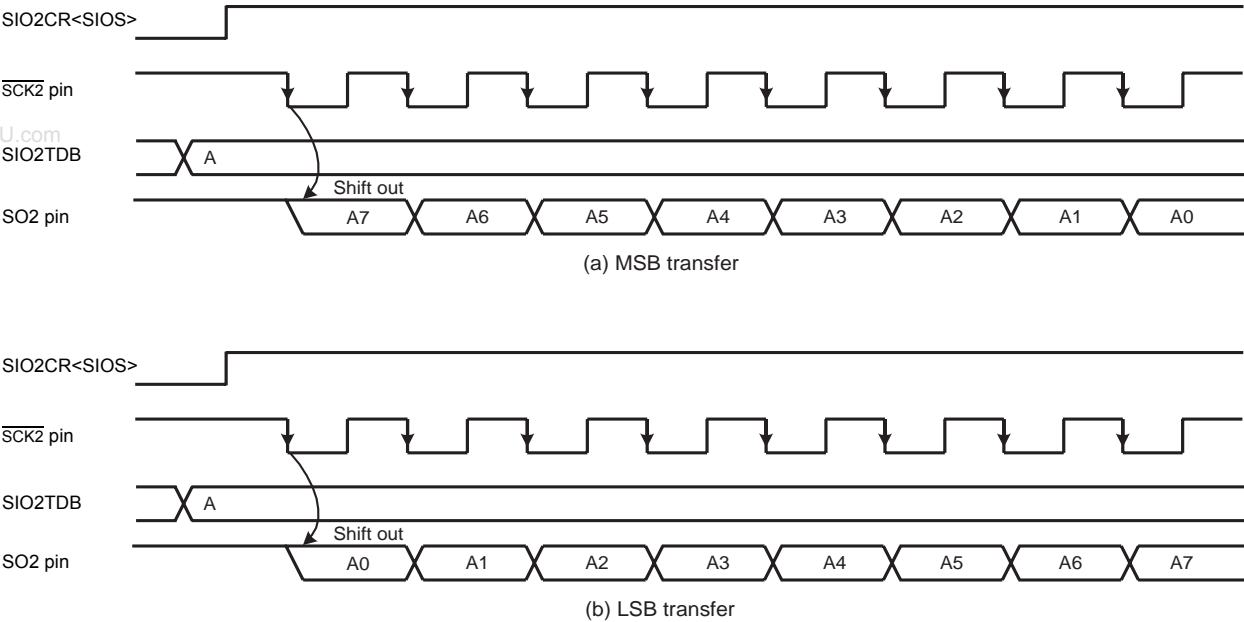 SIO2CR<SIOS>
SCK2 pin
U.com
SIO2TDB
A
Shift out
SO2 pin
A7 A6 A5 A4 A3 A2 A1 A0
(a) MSB transfer
SIO2CR<SIOS>
SCK2 pin
SIO2TDB
A
Shift out
SO2 pin
A0 A1 A2 A3 A4 A5 A6 A7
(b) LSB transfer